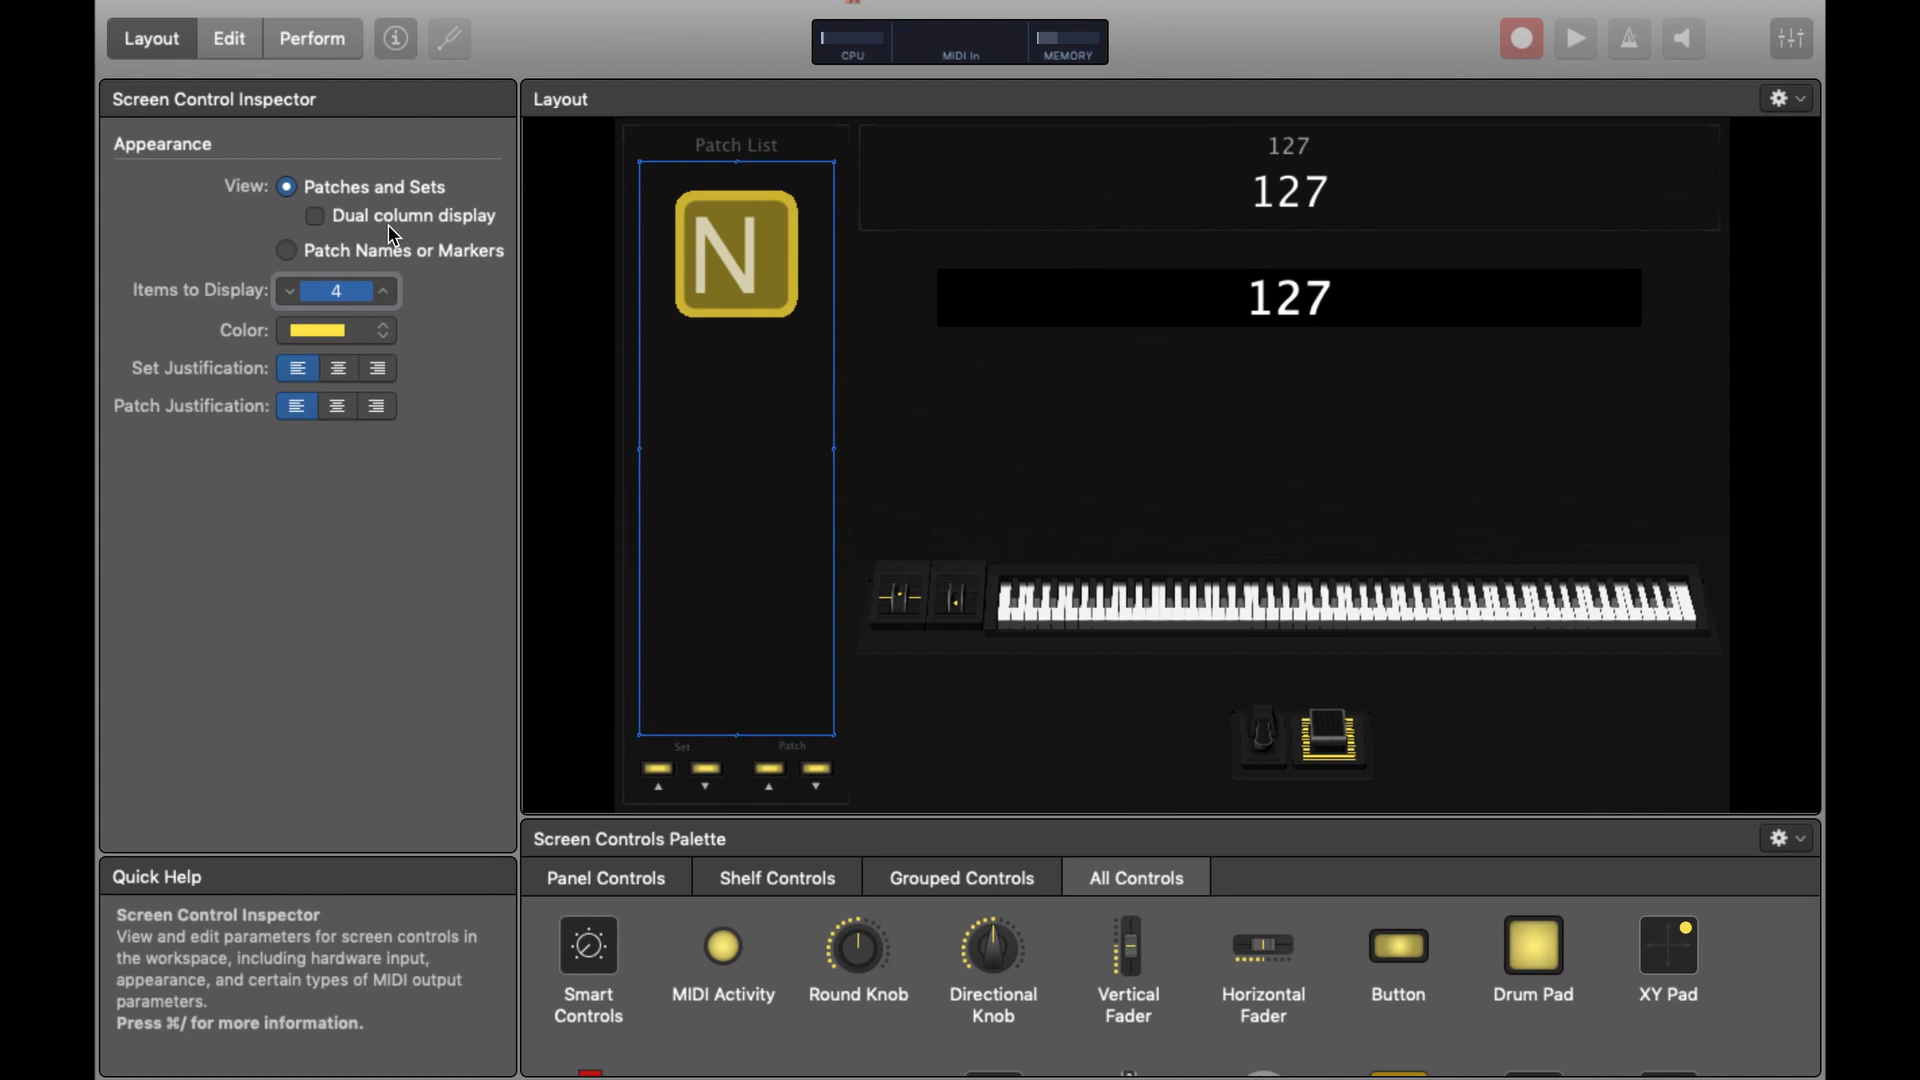 Layout
Edit
Perform
CPU
MIDI In
MEMORY
Screen Control Inspector
Layout
Appearance
View:
Patches and Sets
Dual column display
Patch Names or Markers
Items to Display:
4
Color:
Set Justification:
Patch Justification:
Patch List
N
127
127
127
Set
Patch
Screen Controls Palette
Panel Controls
Shelf Controls
Grouped Controls
All Controls
Smart
Controls
MIDI Activity
Round Knob
Directional
Knob
Vertical
Fader
Horizontal
Fader
Button
Drum Pad
XY Pad
Quick Help
Screen Control Inspector
View and edit parameters for screen controls in
the workspace, including hardware input,
appearance, and certain types of MIDI output
parameters.
Press ⌘/ for more information.